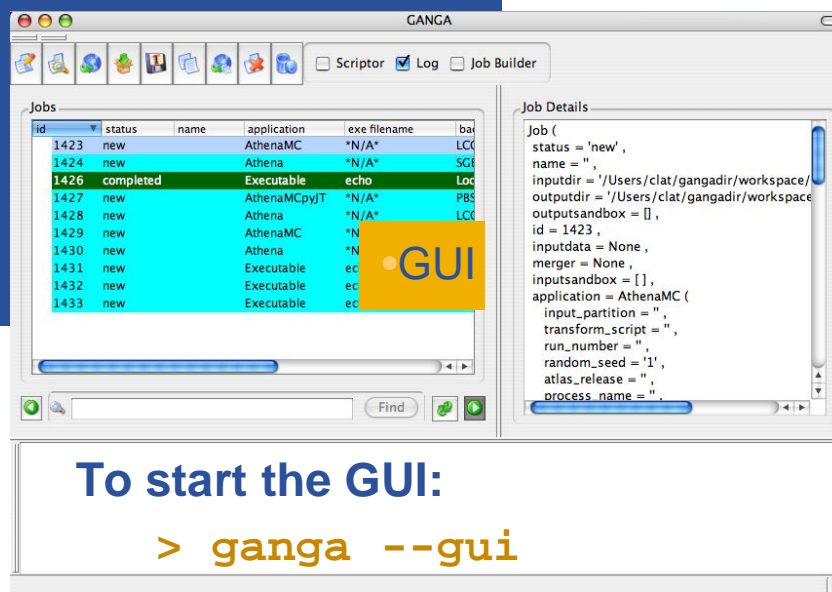 GANGA
Scriptor Log Job Builder
Jobs
id status name application exe filename
1423 new AthenaMC *N/A*
1424 new Athena *N/A*
1426 completed Executable echo
1427 new AthenaMCpyJT *N/A*
1428 new Athena *N/A*
1429 new AthenaMC
1430 new Athena
1431 new Executable
1432 new Executable
1433 new Executable
•GUI
Find
Job Details
Job (
status = 'new' ,
name = '' ,
inputdir = '/Users/clat/gangadir/workspace/
outputdir = '/Users/clat/gangadir/workspace
outputsandbox = [] ,
id = 1423 ,
inputdata = None ,
merger = None ,
inputsandbox = [ ] ,
application = AthenaMC (
input_partition = '' ,
transform_script = '' ,
run_number = '' ,
random_seed = '1' ,
atlas_release = '' ,
process_name = '' ,
To start the GUI:
> ganga --gui